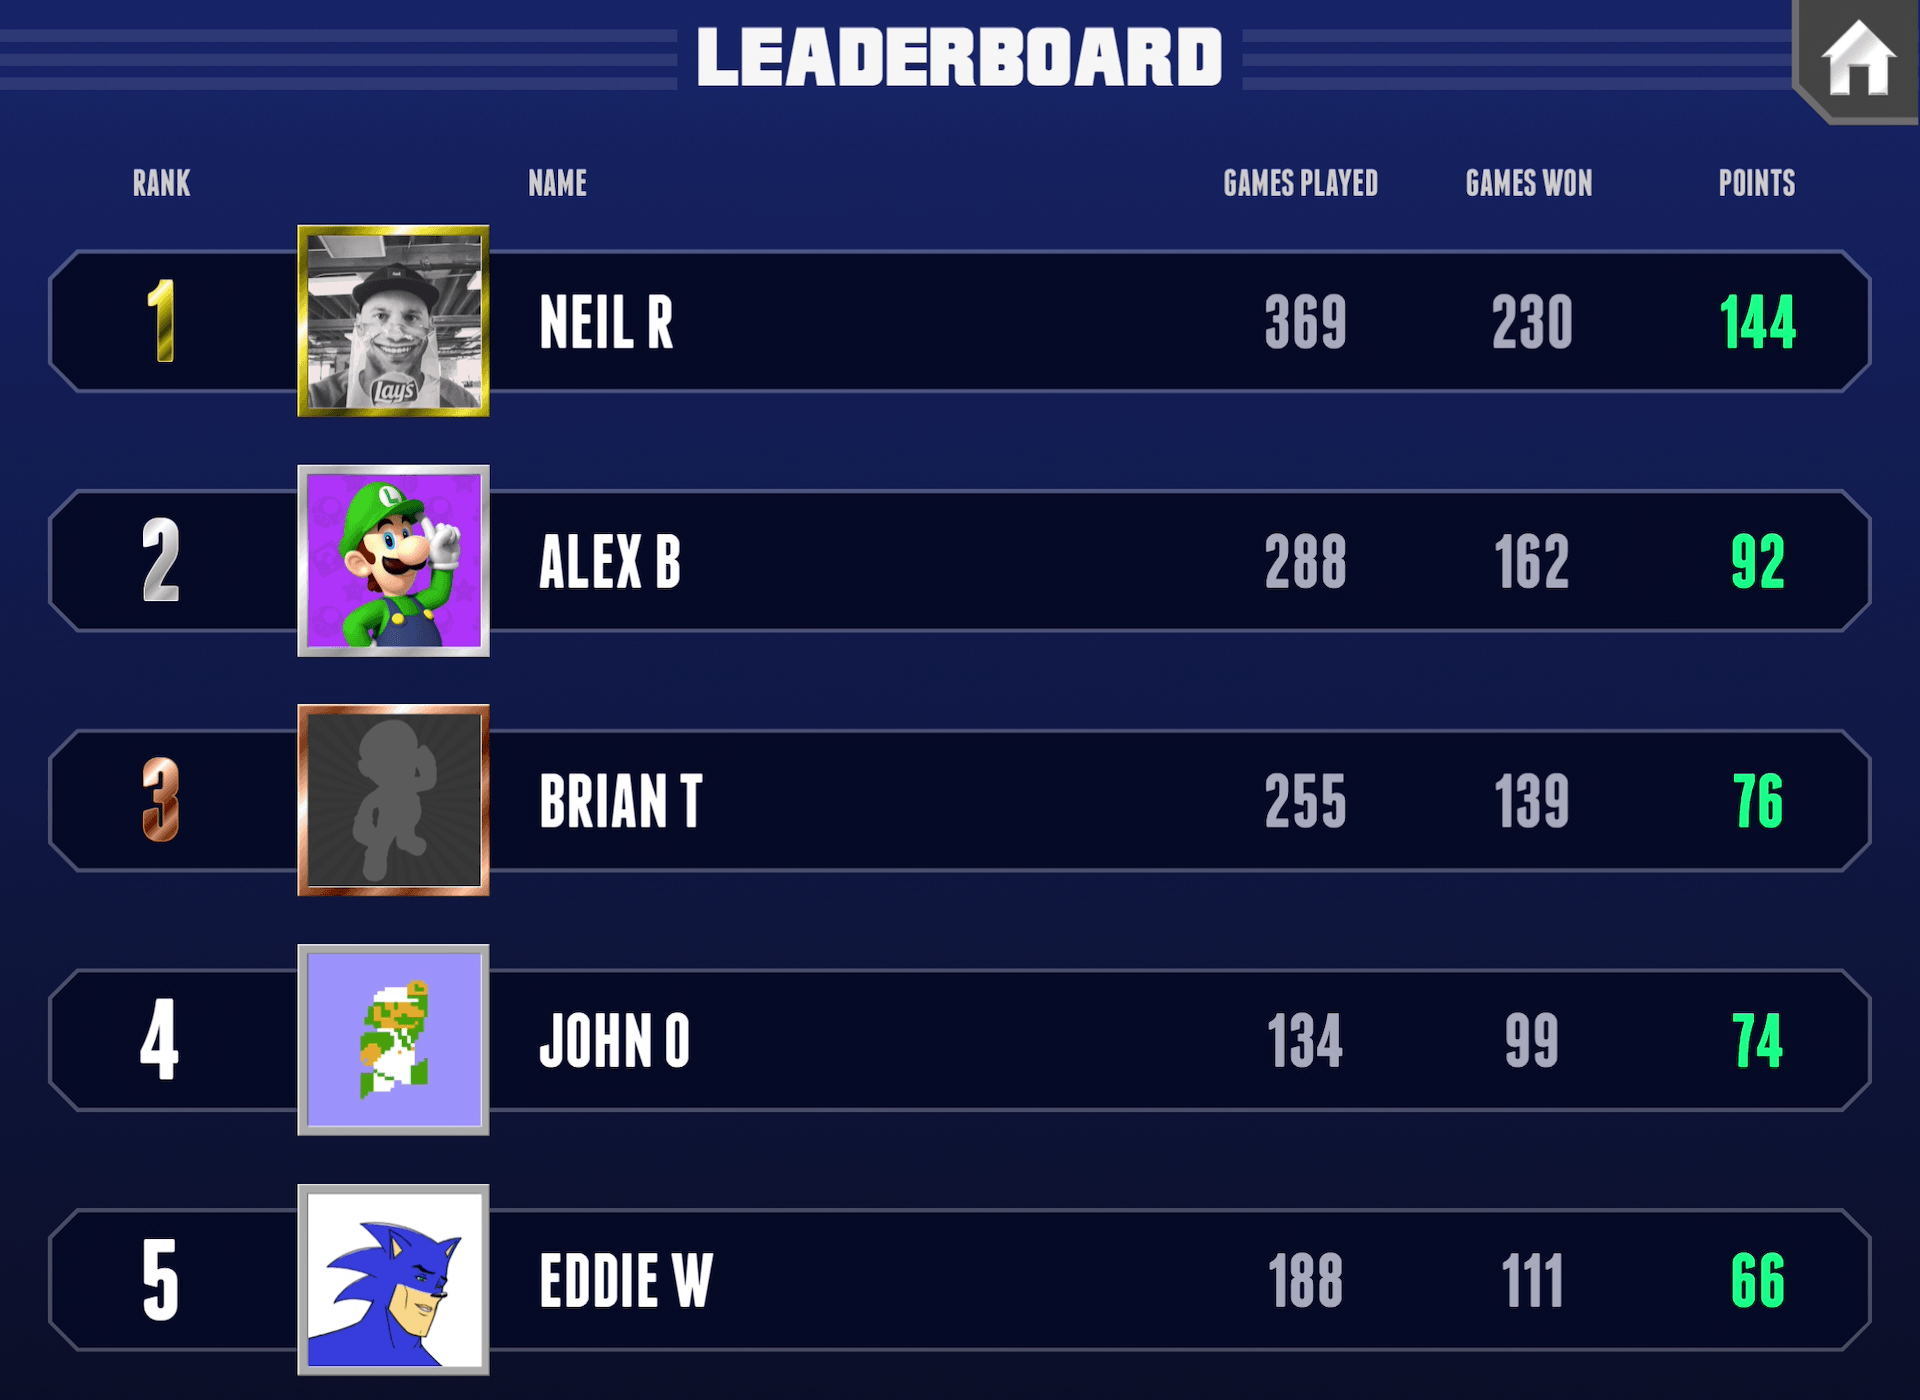 LEADERBOARD
RANK NAME GAMES PLAYED GAMES WON POINTS
1 NEIL R 369 230 144
Lay's
2 L ALEX B 288 162 92
3 BRIAN T 255 139 76
4 JOHN O 134 99 74
5 EDDIE W 188 111 66